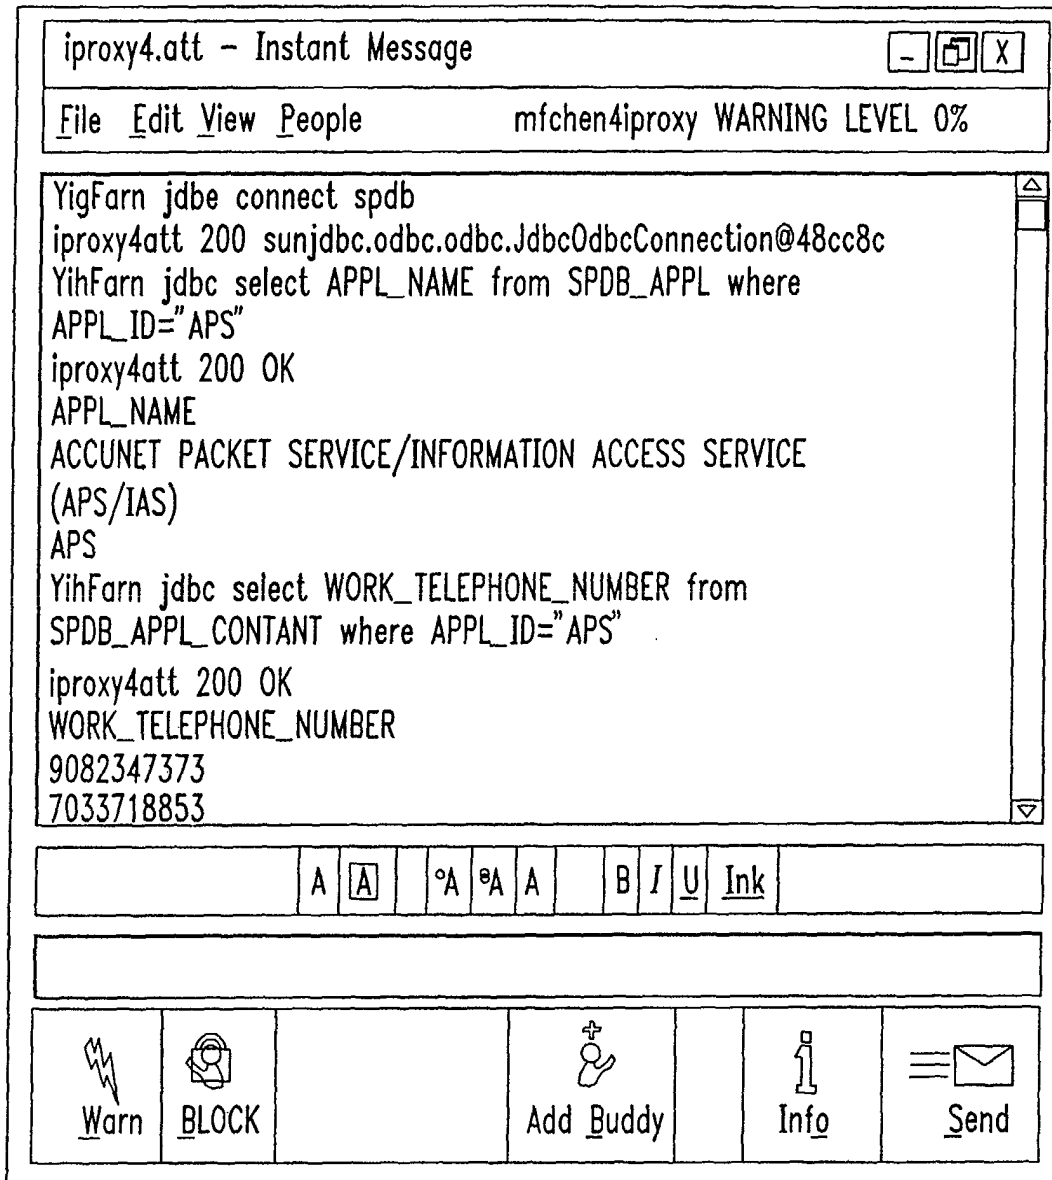 iproxy4.att – Instant Message
_ X
File Edit View People mfchen4iproxy WARNING LEVEL 0%
YigFarn jdbe connect spdb
iproxy4att 200 sunjdbc.odbc.odbc.JdbcOdbcConnection@48cc8c
YihFarn jdbc select APPL_NAME from SPDB_APPL where
APPL_ID="APS"
iproxy4att 200 OK
APPL_NAME
ACCUNET PACKET SERVICE/INFORMATION ACCESS SERVICE
(APS/IAS)
APS
YihFarn jdbc select WORK_TELEPHONE_NUMBER from
SPDB_APPL_CONTANT where APPL_ID="APS"
iproxy4att 200 OK
WORK_TELEPHONE_NUMBER
9082347373
7033718853
A A °A ᶿA A B I U Ink
Warn BLOCK Add Buddy Info Send